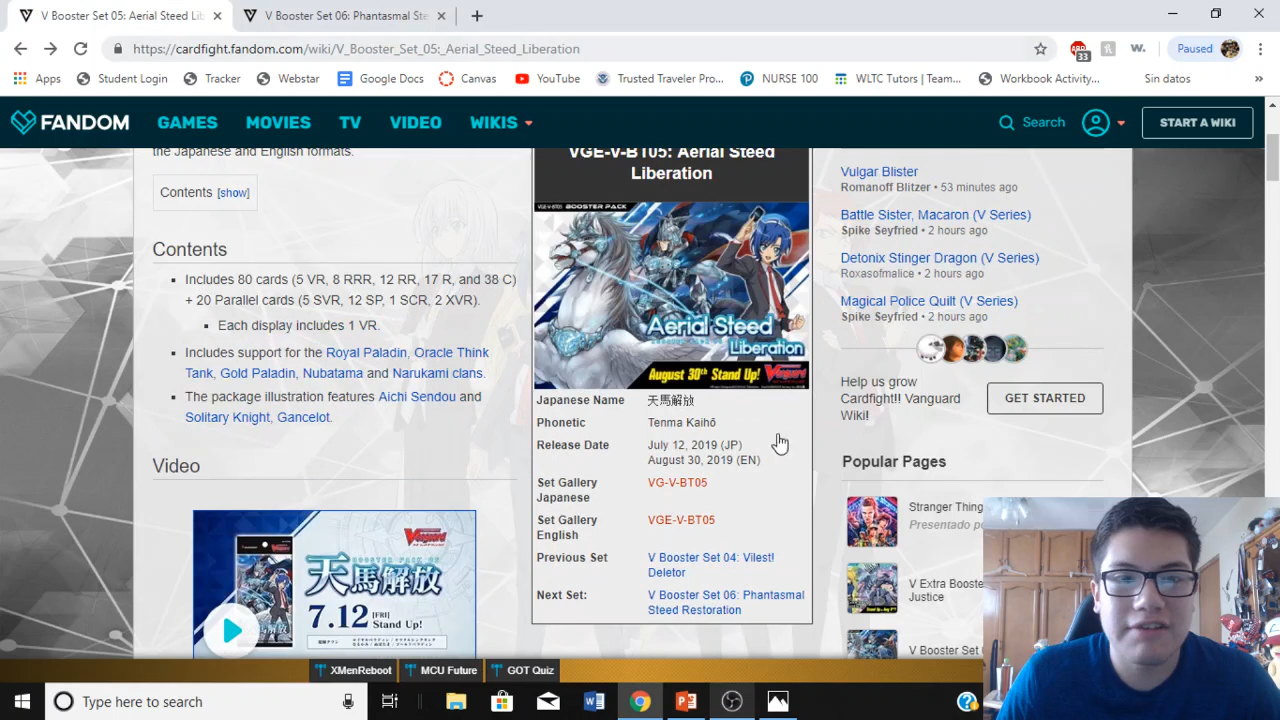 V Booster Set 05: Aerial Steed Lib
V Booster Set 06: Phantasmal Ste
https://cardfight.fandom.com/wiki/V_Booster_Set_05:_Aerial_Steed_Liberation
33
W.
Paused
Apps
Student Login
Tracker
Webstar
Google Docs
Canvas
YouTube
Trusted Traveler Pro...
NURSE 100
WLTC Tutors | Team...
Workbook Activity...
Sin datos
»
FANDOM
GAMES
MOVIES
TV
VIDEO
WIKIS
Search
START A WIKI
the Japanese and English formats.
Contents [show]
Contents
Includes 80 cards (5 VR, 8 RRR, 12 RR, 17 R, and 38 C)
+ 20 Parallel cards (5 SVR, 12 SP, 1 SCR, 2 XVR).
Each display includes 1 VR.
Includes support for the Royal Paladin, Oracle Think
Tank, Gold Paladin, Nubatama and Narukami clans.
The package illustration features Aichi Sendou and
Solitary Knight, Gancelot.
Video
天馬解放
7.12 [FRI]
Stand Up!
VANGUARD
VGE-V-BT05: Aerial Steed
Liberation
VGE-V-BT05 BOOSTER PACK
Aerial Steed
Liberation
August 30th Stand Up!
VANGUARD
Japanese Name 天馬解放
Phonetic Tenma Kaihō
Release Date July 12, 2019 (JP)
August 30, 2019 (EN)
Set Gallery Japanese VG-V-BT05
Set Gallery English VGE-V-BT05
Previous Set V Booster Set 04: Vilest!
Deletor
Next Set: V Booster Set 06: Phantasmal
Steed Restoration
Vulgar Blister
Romanoff Blitzer • 53 minutes ago
Battle Sister, Macaron (V Series)
Spike Seyfried • 2 hours ago
Detonix Stinger Dragon (V Series)
Roxasofmalice • 2 hours ago
Magical Police Quilt (V Series)
Spike Seyfried • 2 hours ago
Help us grow
Cardfight!! Vanguard
Wiki!
GET STARTED
Popular Pages
Stranger Thing
Presentado p
V Extra Booste
Justice
V Booster Set
XMenReboot
MCU Future
GOT Quiz
Type here to search